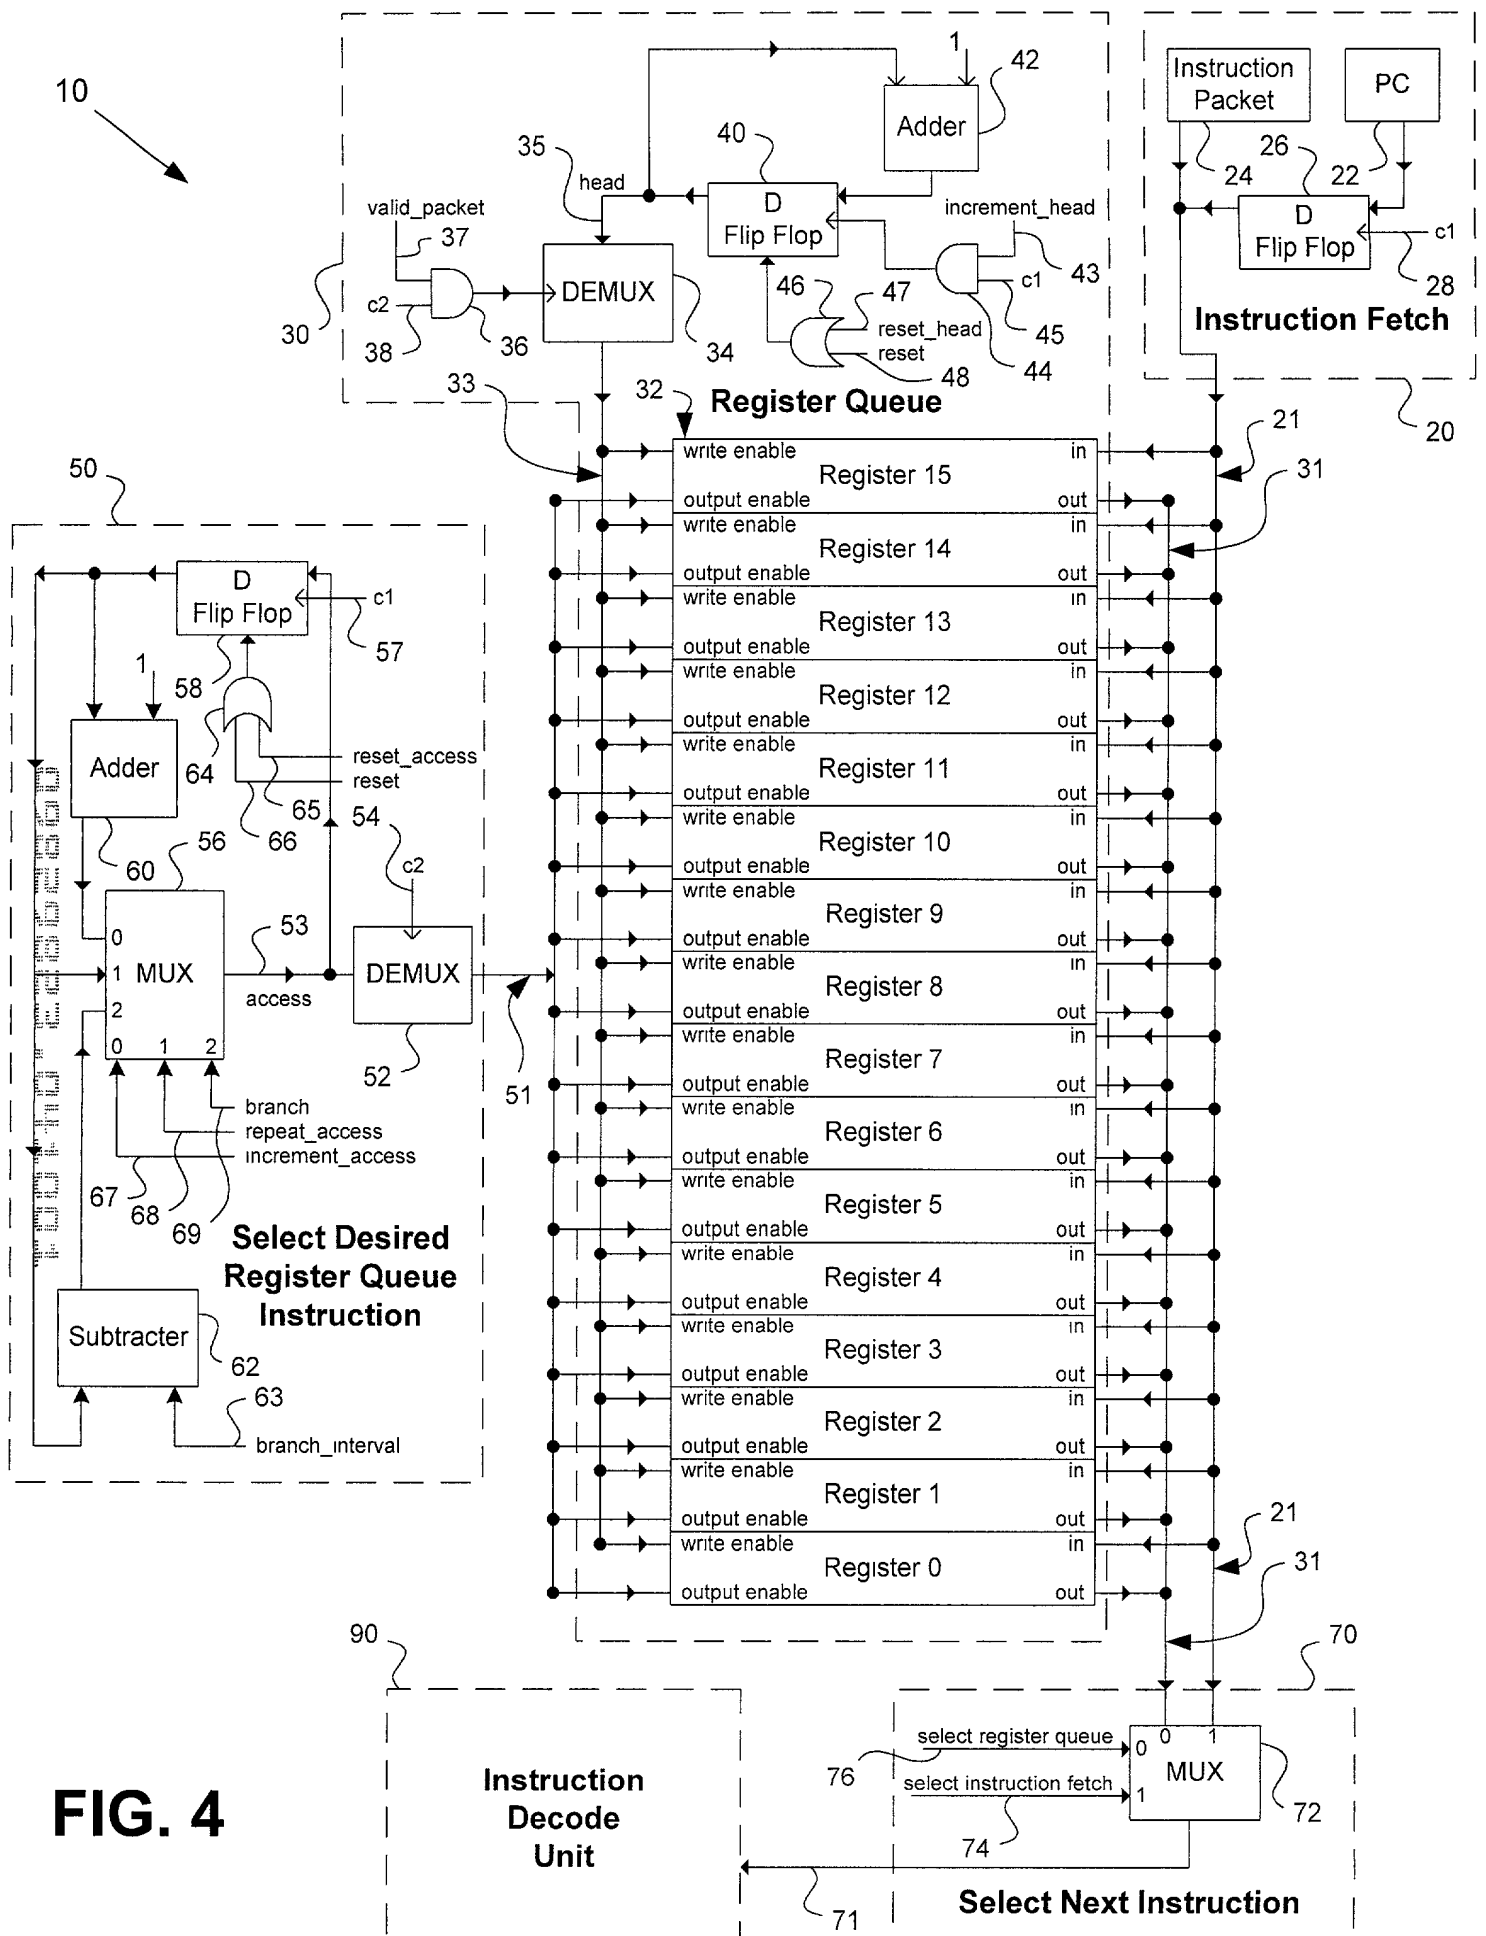 10
1
42
Adder
Instruction
Packet
PC
40
35
head
D
Flip Flop
26
24
22
D
Flip Flop
c1
28
Instruction Fetch
20
valid_packet
37
c2
38
36
30
DEMUX
34
increment_head
43
c1
45
44
46
47
reset_head
reset
48
33
32
Register Queue
21
31
write enable
in
Register 15
output enable
out
write enable
in
Register 14
output enable
out
write enable
in
Register 13
output enable
out
write enable
in
Register 12
output enable
out
write enable
in
Register 11
output enable
out
write enable
in
Register 10
output enable
out
write enable
in
Register 9
output enable
out
write enable
in
Register 8
output enable
out
write enable
in
Register 7
output enable
out
write enable
in
Register 6
output enable
out
write enable
in
Register 5
output enable
out
write enable
in
Register 4
output enable
out
write enable
in
Register 3
output enable
out
write enable
in
Register 2
output enable
out
write enable
in
Register 1
output enable
out
write enable
in
Register 0
output enable
out
21
31
50
D
Flip Flop
c1
57
58
1
Adder
64
reset_access
reset
65
66
60
56
54
c2
0
1
2
MUX
0 1 2
53
access
DEMUX
52
51
branch
repeat_access
increment_access
67
68
69
Select Desired
Register Queue
Instruction
Subtracter
62
63
branch_interval
90
Instruction
Decode
Unit
70
select register queue
76
select instruction fetch
74
0 1
0
1
MUX
72
71
Select Next Instruction
FIG. 4